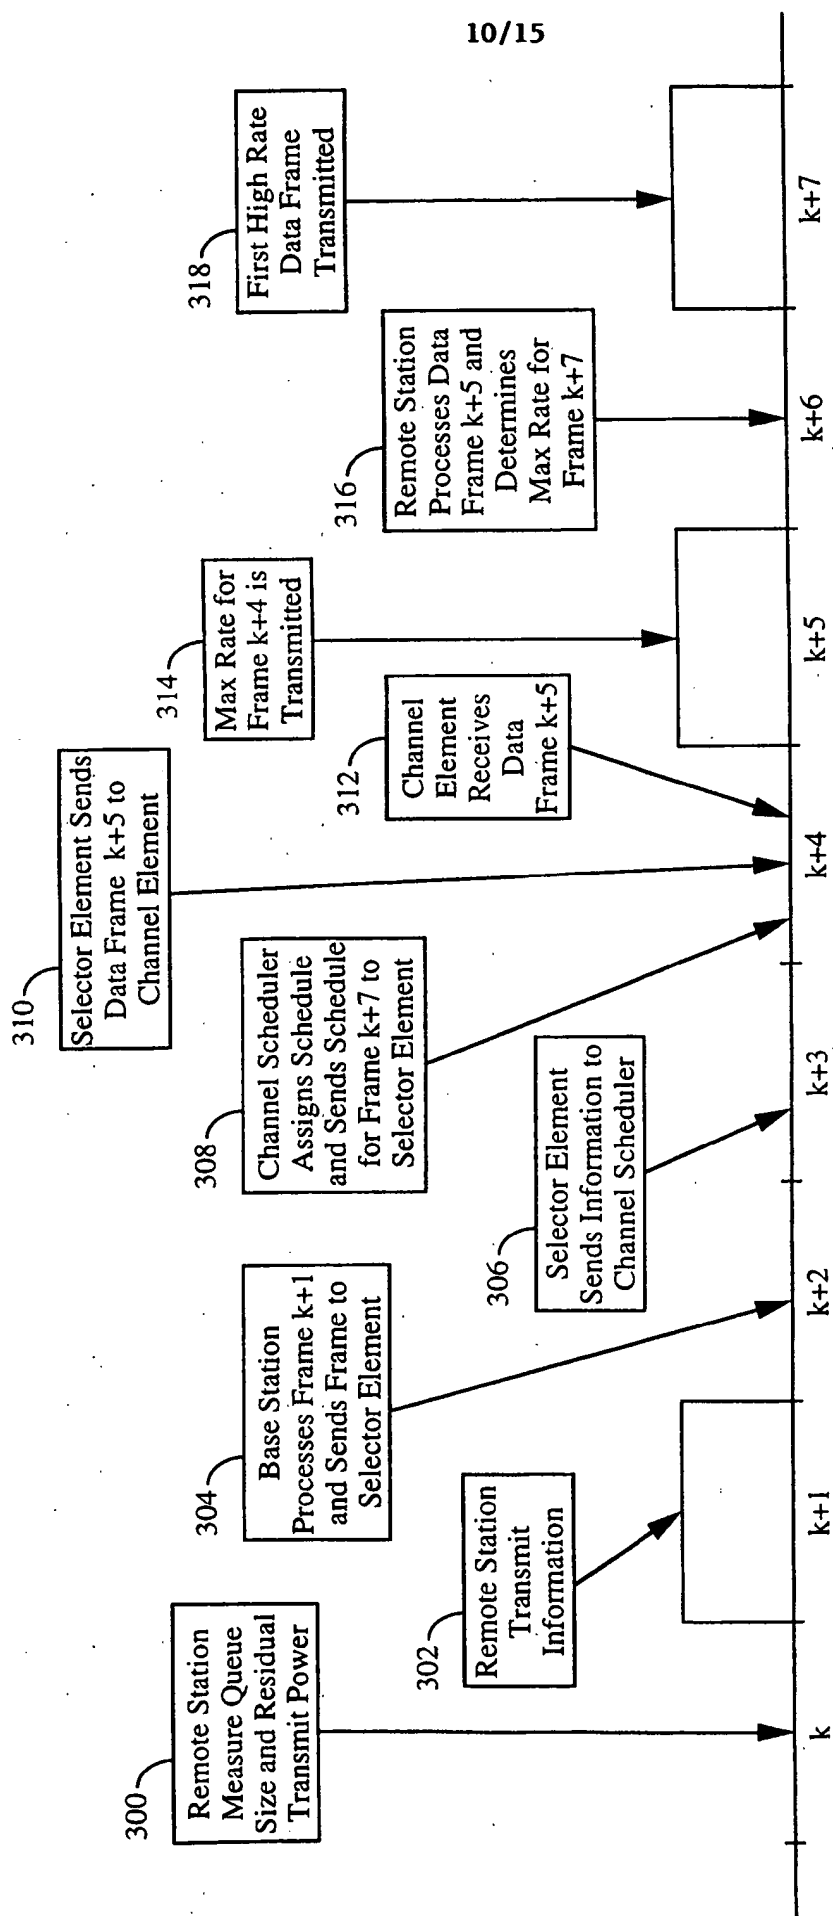 10/15
300
Remote Station
Measure Queue
Size and Residual
Transmit Power
302
Remote Station
Transmit
Information
304
Base Station
Processes Frame k+1
and Sends Frame to
Selector Element
306
Selector Element
Sends Information to
Channel Scheduler
308
Channel Scheduler
Assigns Schedule
and Sends Schedule
for Frame k+7 to
Selector Element
310
Selector Element Sends
Data Frame k+5 to
Channel Element
312
Channel
Element
Receives
Data
Frame k+5
314
Max Rate for
Frame k+4 is
Transmitted
316
Remote Station
Processes Data
Frame k+5 and
Determines
Max Rate for
Frame k+7
318
First High Rate
Data Frame
Transmitted
k
k+1
k+2
k+3
k+4
k+5
k+6
k+7